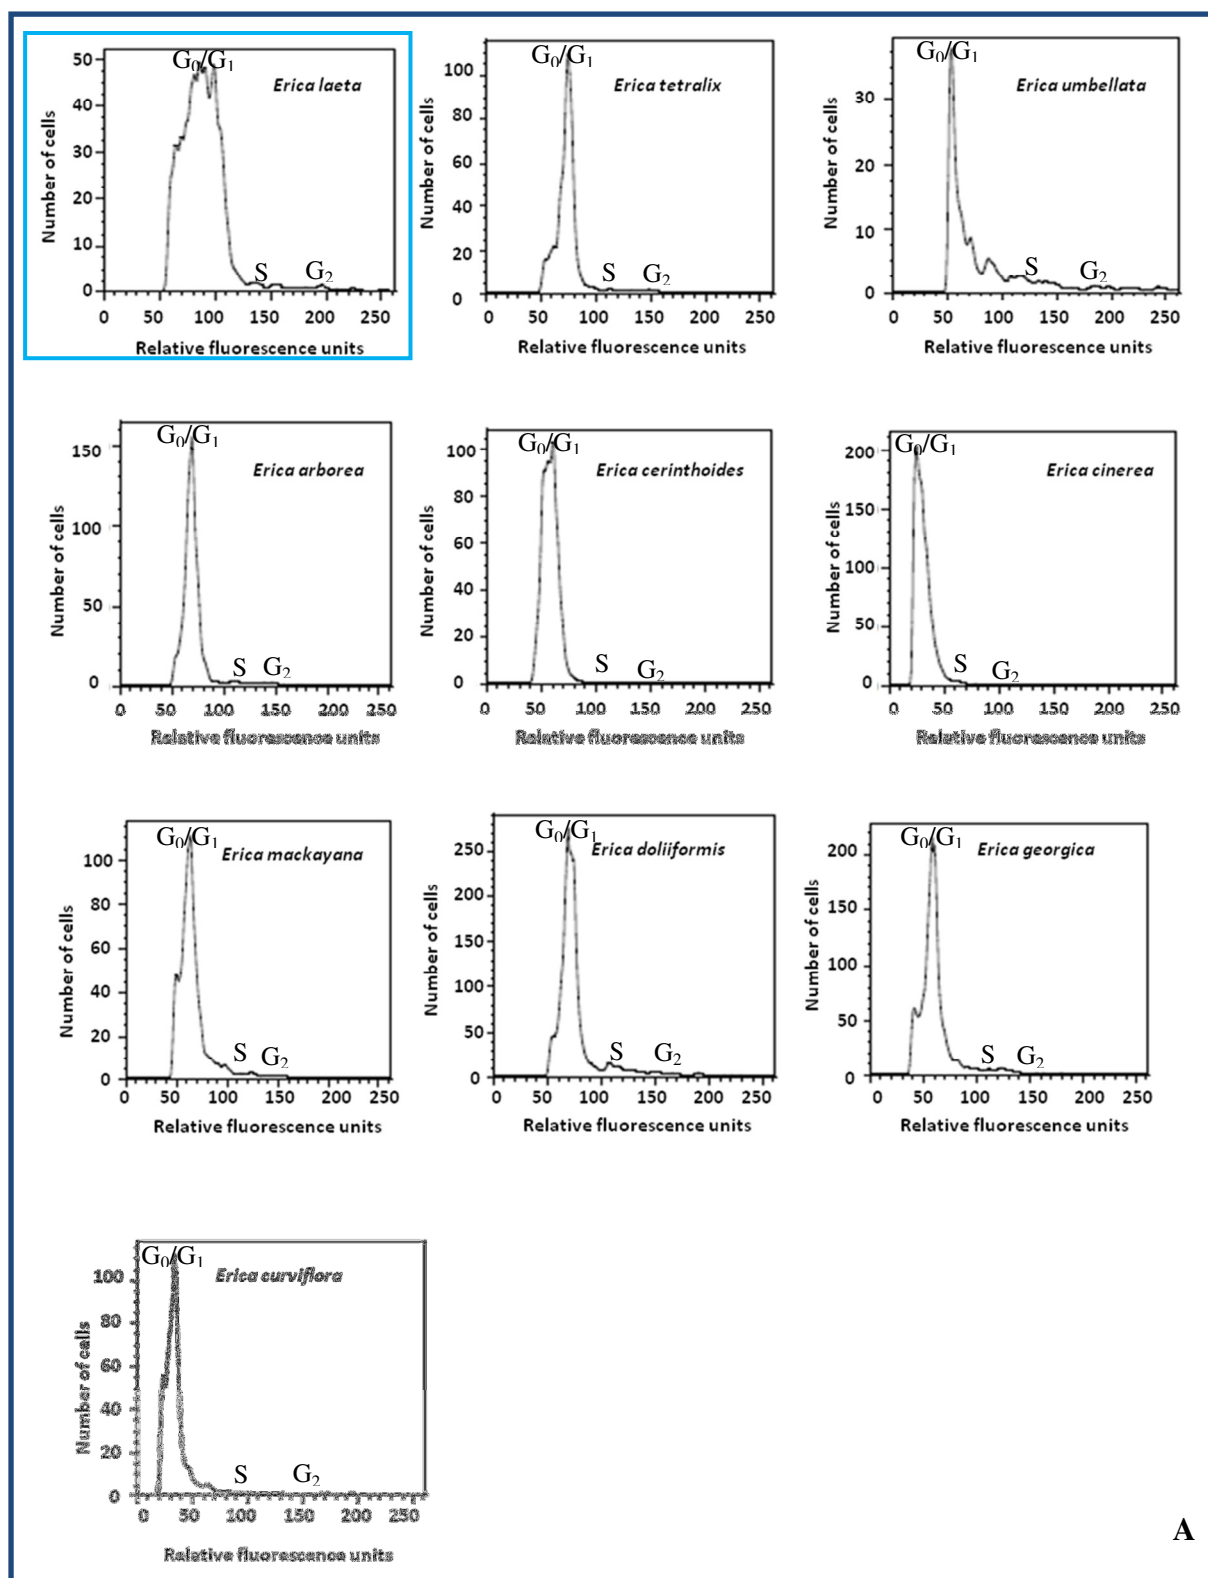 G₀/G₁
Erica laeta
50
40
30
20
10
0
Number of cells
S
G₂
0 50 100 150 200 250
Relative fluorescence units
G₀/G₁
Erica tetralix
100
80
60
40
20
0
Number of cells
S
G₂
0 50 100 150 200 250
Relative fluorescence units
G₀/G₁
Erica umbellata
30
20
10
0
Number of cells
S
G₂
0 50 100 150 200 250
Relative fluorescence units
G₀/G₁
Erica arborea
150
100
50
0
Number of cells
S
G₂
0 50 100 150 200 250
Relative fluorescence units
G₀/G₁
Erica cerinthoides
100
80
60
40
20
0
Number of cells
S
G₂
0 50 100 150 200 250
Relative fluorescence units
G₀/G₁
Erica cinerea
200
150
100
50
0
Number of cells
S
G₂
0 50 100 150 200 250
Relative fluorescence units
G₀/G₁
Erica mackayana
100
80
60
40
20
0
Number of cells
S
G₂
0 50 100 150 200 250
Relative fluorescence units
G₀/G₁
Erica doliiformis
250
200
150
100
50
0
Number of cells
S
G₂
0 50 100 150 200 250
Relative fluorescence units
G₀/G₁
Erica georgica
200
150
100
50
0
Number of cells
S
G₂
0 50 100 150 200 250
Relative fluorescence units
G₀/G₁
Erica curviflora
100
80
60
40
20
0
Number of cells
S
G₂
0 50 100 150 200 250
Relative fluorescence units
A